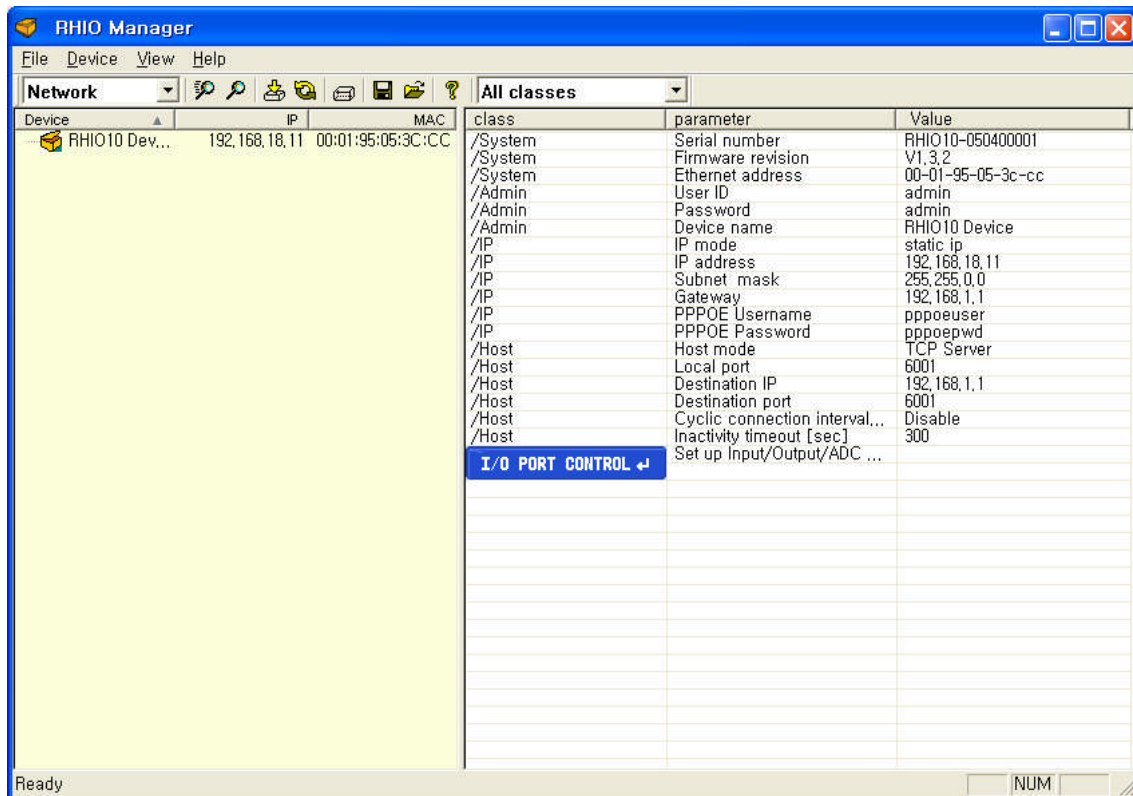 RHIO Manager
File Device View Help
Network All classes
Device IP MAC
RHIO10 Dev... 192,168,18,11 00:01:95:05:3C:CC
class parameter Value
/System Serial number RHIO10-050400001
/System Firmware revision V1,3,2
/System Ethernet address 00-01-95-05-3c-cc
/Admin User ID admin
/Admin Password admin
/Admin Device name RHIO10 Device
/IP IP mode static ip
/IP IP address 192,168,18,11
/IP Subnet mask 255,255,0,0
/IP Gateway 192,168,1,1
/IP PPPOE Username pppoeuser
/IP PPPOE Password pppoepwd
/Host Host mode TCP Server
/Host Local port 6001
/Host Destination IP 192,168,1,1
/Host Destination port 6001
/Host Cyclic connection interval,.. Disable
/Host Inactivity timeout [sec] 300
I/O PORT CONTROL ↵ Set up Input/Output/ADC ...
Ready NUM